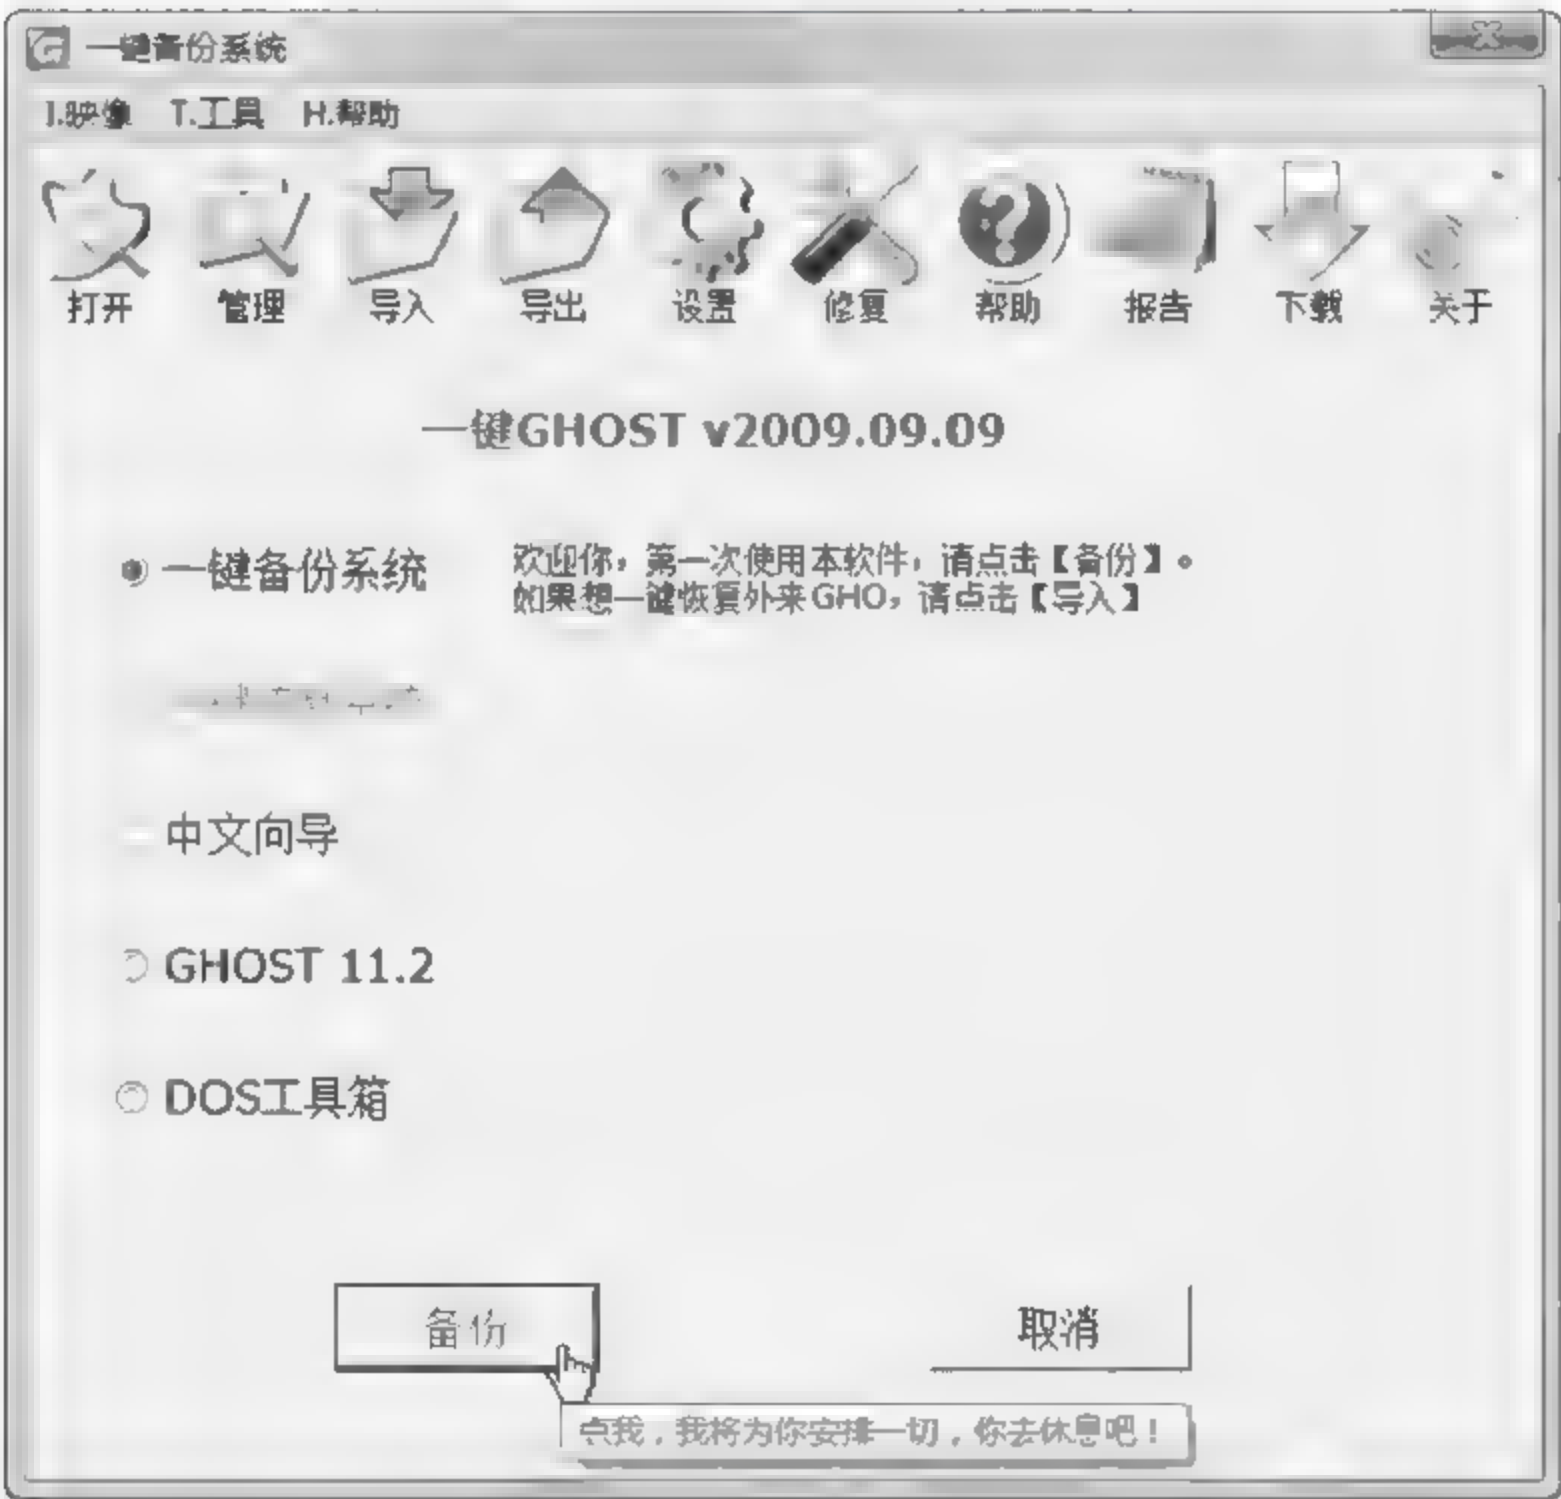 一键备份系统
I.映像 T.工具 H.帮助
打开 管理 导入 导出 设置 修复 帮助 报告 下载 关于
一键GHOST v2009.09.09
一键备份系统
欢迎你，第一次使用本软件，请点击【备份】。
如果想一键恢复外来GHO，请点击【导入】
中文向导
GHOST 11.2
DOS工具箱
备份 取消
点我，我将为你安排一切，你去休息吧！